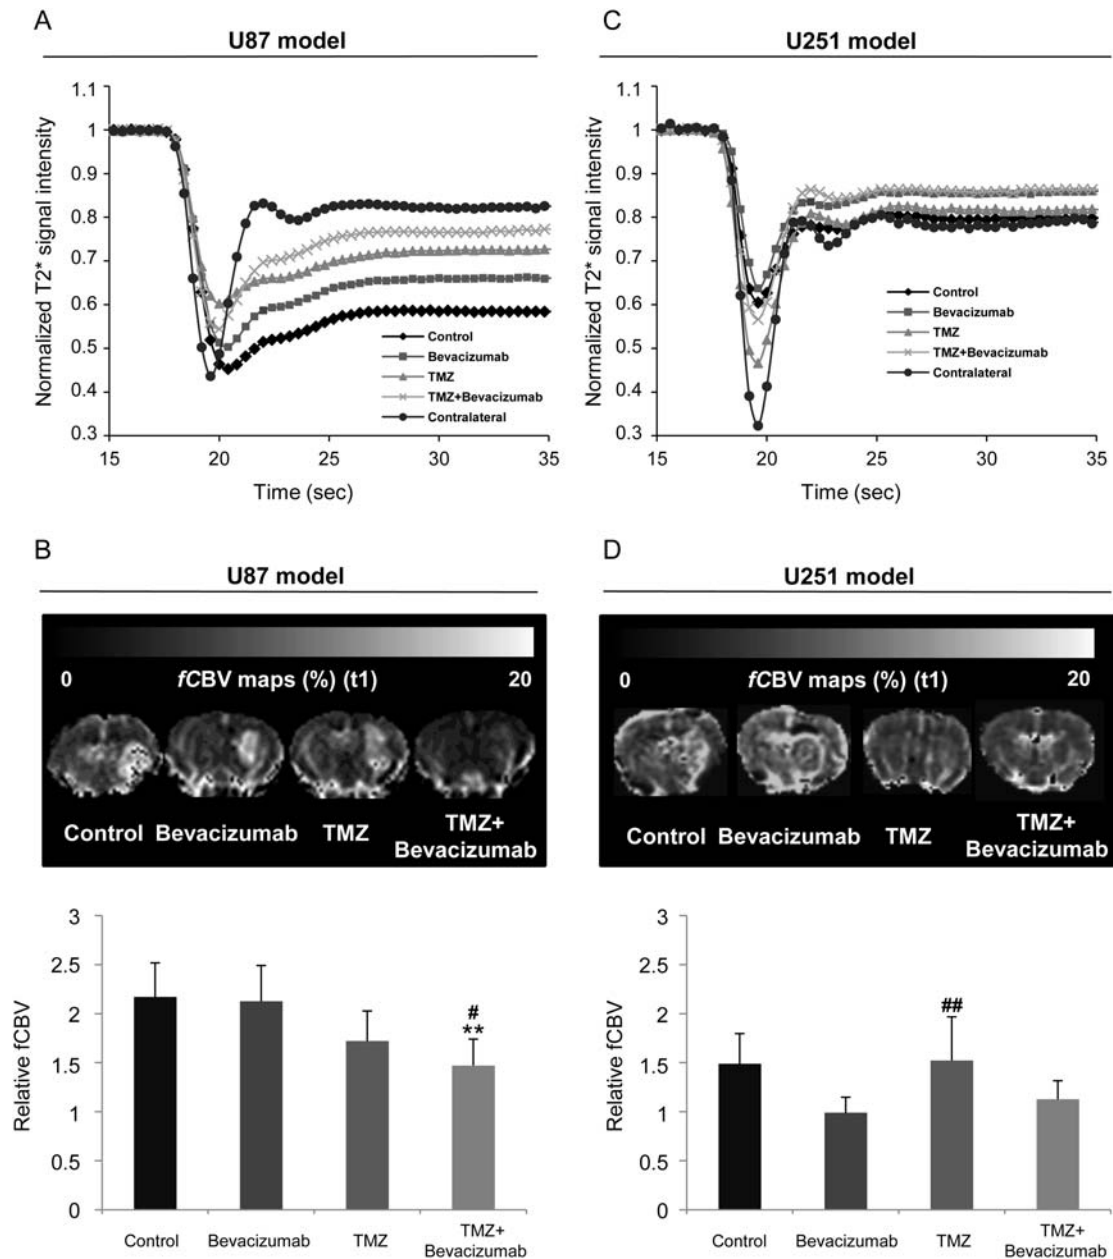 A
U87 model
1.1
1
0.9
0.8
0.7
0.6
0.5
0.4
0.3
Normalized T2* signal intensity
Control
Bevacizumab
TMZ
TMZ+Bevacizumab
Contralateral
15 20 25 30 35
Time (sec)
C
U251 model
1.1
1
0.9
0.8
0.7
0.6
0.5
0.4
0.3
Normalized T2* signal intensity
Control
Bevacizumab
TMZ
TMZ+Bevacizumab
Contralateral
15 20 25 30 35
Time (sec)
B
U87 model
0 fCBV maps (%) (t1) 20
Control Bevacizumab TMZ TMZ+
Bevacizumab
3
2.5
2
1.5
1
0.5
0
Relative fCBV
#
**
Control Bevacizumab TMZ TMZ+
Bevacizumab
D
U251 model
0 fCBV maps (%) (t1) 20
Control Bevacizumab TMZ TMZ+
Bevacizumab
3
2.5
2
1.5
1
0.5
0
Relative fCBV
##
Control Bevacizumab TMZ TMZ+
Bevacizumab